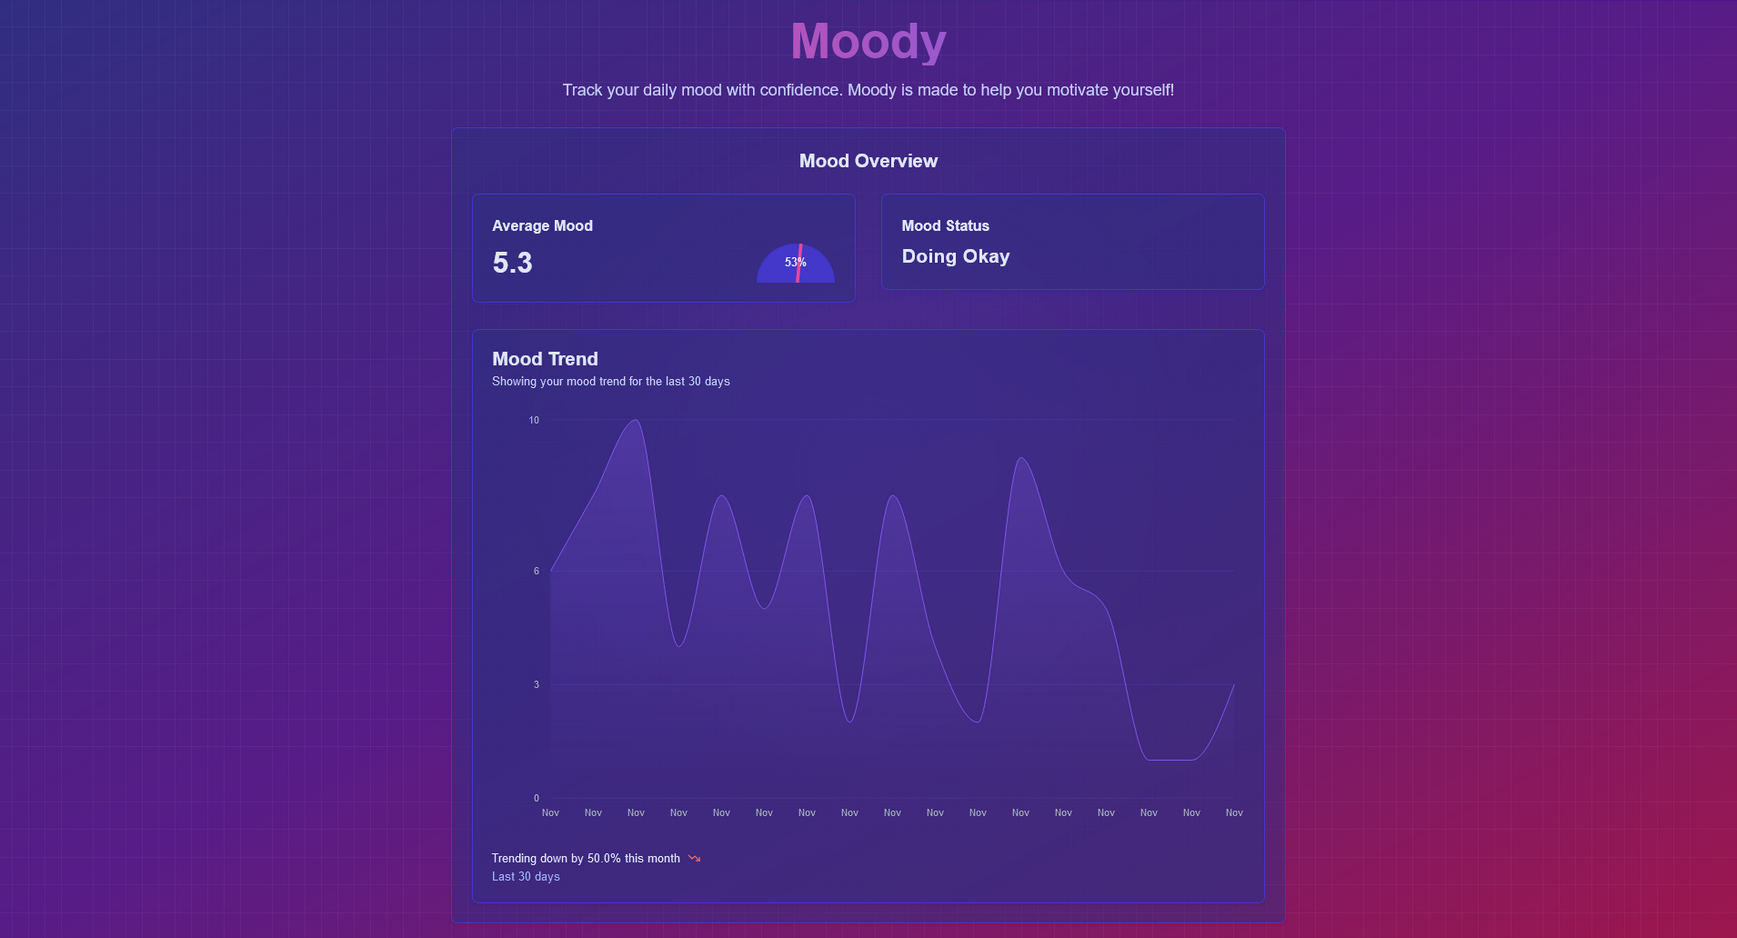 Moody
Track your daily mood with confidence. Moody is made to help you motivate yourself!
Mood Overview
Average Mood
5.3
53%
Mood Status
Doing Okay
Mood Trend
Showing your mood trend for the last 30 days
10
6
3
0
Nov Nov Nov Nov Nov Nov Nov Nov Nov Nov Nov Nov Nov Nov Nov Nov Nov
Trending down by 50.0% this month
Last 30 days